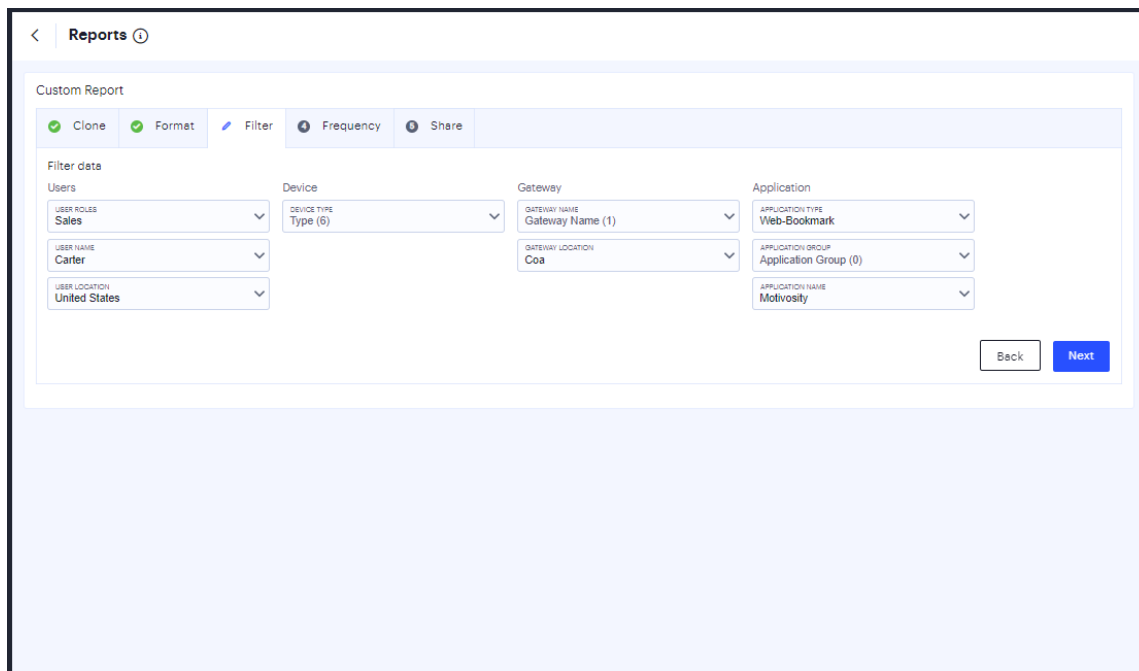 Reports
Custom Report
Clone
Format
Filter
4 Frequency
5 Share
Filter data
Users
USER ROLES
Sales
USER NAME
Carter
USER LOCATION
United States
Device
DEVICE TYPE
Type (6)
Gateway
GATEWAY NAME
Gateway Name (1)
GATEWAY LOCATION
Coa
Application
APPLICATION TYPE
Web-Bookmark
APPLICATION GROUP
Application Group (0)
APPLICATION NAME
Motivosity
Back
Next